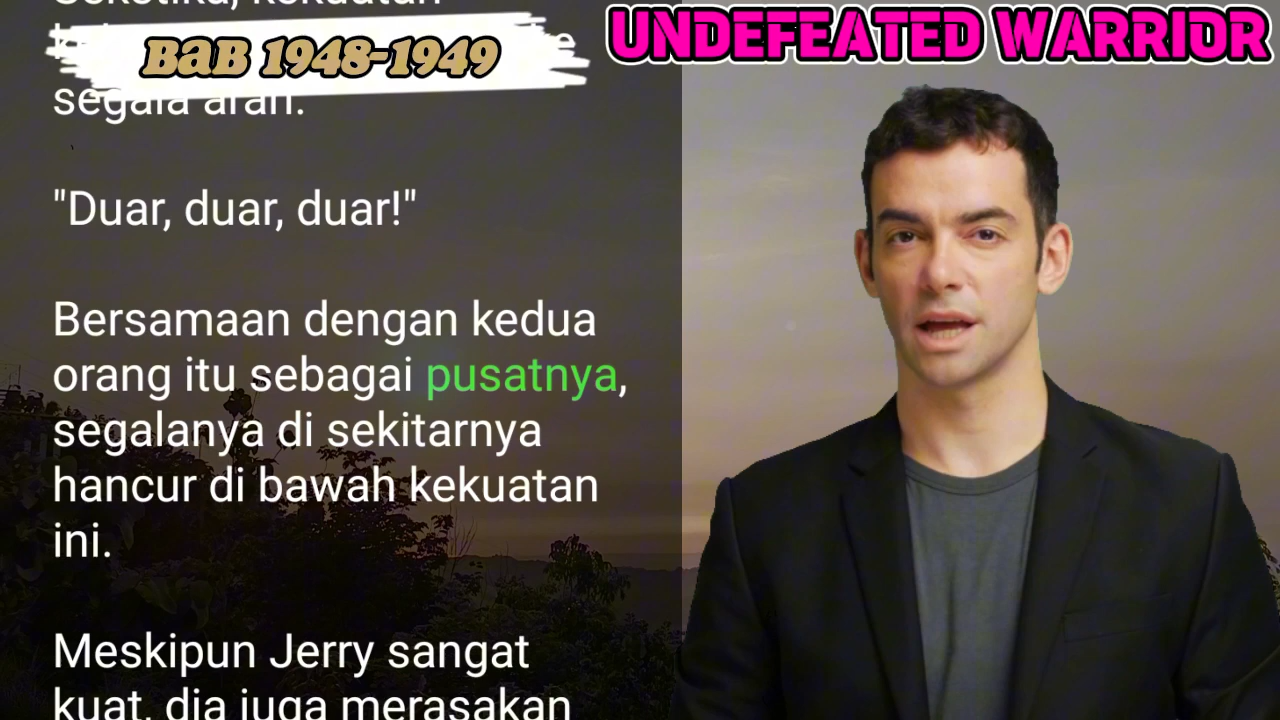 UNDEFEATED WARRIOR
BAB 1948-1949
segala arah.
"Duar, duar, duar!"
Bersamaan dengan kedua
orang itu sebagai pusatnya,
segalanya di sekitarnya
hancur di bawah kekuatan
ini.
Meskipun Jerry sangat
kuat, dia juga merasakan